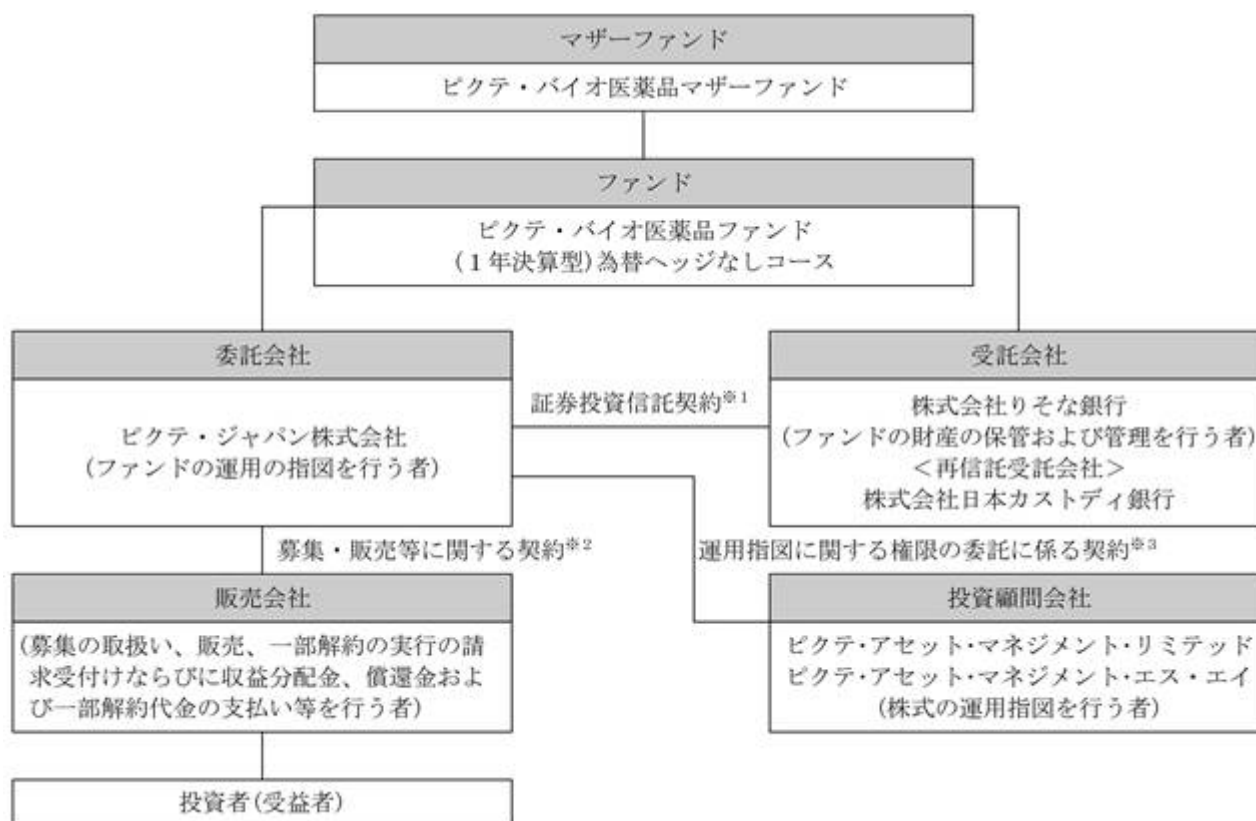 マザーファンド
ピクテ・バイオ医薬品マザーファンド
ファンド
ピクテ・バイオ医薬品ファンド
(1年決算型)為替ヘッジなしコース
委託会社
ピクテ・ジャパン株式会社
(ファンドの運用の指図を行う者)
証券投資信託契約※1
受託会社
株式会社りそな銀行
(ファンドの財産の保管および管理を行う者)
<再信託受託会社>
株式会社日本カストディ銀行
募集・販売等に関する契約※2
運用指図に関する権限の委託に係る契約※3
販売会社
(募集の取扱い、販売、一部解約の実行の請
求受付けならびに収益分配金、償還金およ
び一部解約代金の支払い等を行う者)
投資顧問会社
ピクテ・アセット・マネジメント・リミテッド
ピクテ・アセット・マネジメント・エス・エイ
(株式の運用指図を行う者)
投資者(受益者)